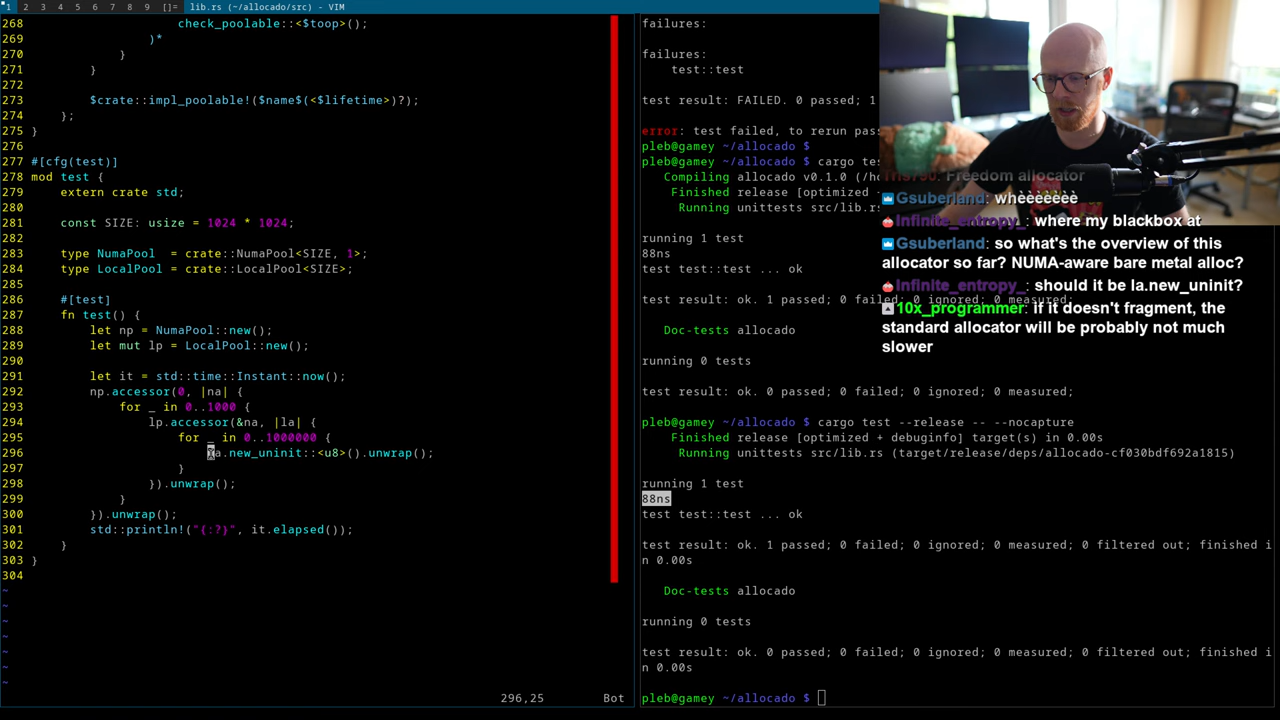 1 2 3 4 5 6 7 8 9 []= lib.rs (~/allocado/src) - VIM
268 check_poolable::<$toop>();
269 )*
270 }
271 }
272
273 $crate::impl_poolable!($name$(<$lifetime>)?);
274 };
275 }
276
277 #[cfg(test)]
278 mod test {
279 extern crate std;
280
281 const SIZE: usize = 1024 * 1024;
282
283 type NumaPool  = crate::NumaPool<SIZE, 1>;
284 type LocalPool = crate::LocalPool<SIZE>;
285
286 #[test]
287 fn test() {
288 let np = NumaPool::new();
289 let mut lp = LocalPool::new();
290
291 let it = std::time::Instant::now();
292 np.accessor(0, |na| {
293 for _ in 0..1000 {
294 lp.accessor(&na, |la| {
295 for _ in 0..1000000 {
296 la.new_uninit::<u8>().unwrap();
297 }
298 }).unwrap();
299 }
300 }).unwrap();
301 std::println!("{:?}", it.elapsed());
302 }
303 }
304
~
~
~
~
~
~
~
296,25 Bot
failures:
failures:
test::test
test result: FAILED. 0 passed; 1
error: test failed, to rerun pass
pleb@gamey ~/allocado $
pleb@gamey ~/allocado $ cargo tes
Compiling allocado v0.1.0 (/ho
Finished release [optimized +
Running unittests src/lib.rs
running 1 test
88ns
test test::test ... ok
test result: ok. 1 passed; 0 failed; 0 ignored; 0 measured;
Doc-tests allocado
running 0 tests
test result: ok. 0 passed; 0 failed; 0 ignored; 0 measured;
pleb@gamey ~/allocado $ cargo test --release -- --nocapture
Finished release [optimized + debuginfo] target(s) in 0.00s
Running unittests src/lib.rs (target/release/deps/allocado-cf030bdf692a1815)
running 1 test
88ns
test test::test ... ok
test result: ok. 1 passed; 0 failed; 0 ignored; 0 measured; 0 filtered out; finished i
n 0.00s
Doc-tests allocado
running 0 tests
test result: ok. 0 passed; 0 failed; 0 ignored; 0 measured; 0 filtered out; finished i
n 0.00s
pleb@gamey ~/allocado $
Freedom allocator
Gsuberland: whèèèèèèè
Infinite_entropy_: where my blackbox at
Gsuberland: so what's the overview of this
allocator so far? NUMA-aware bare metal alloc?
Infinite_entropy_: should it be la.new_uninit?
10x_programmer: if it doesn't fragment, the
standard allocator will be probably not much
slower